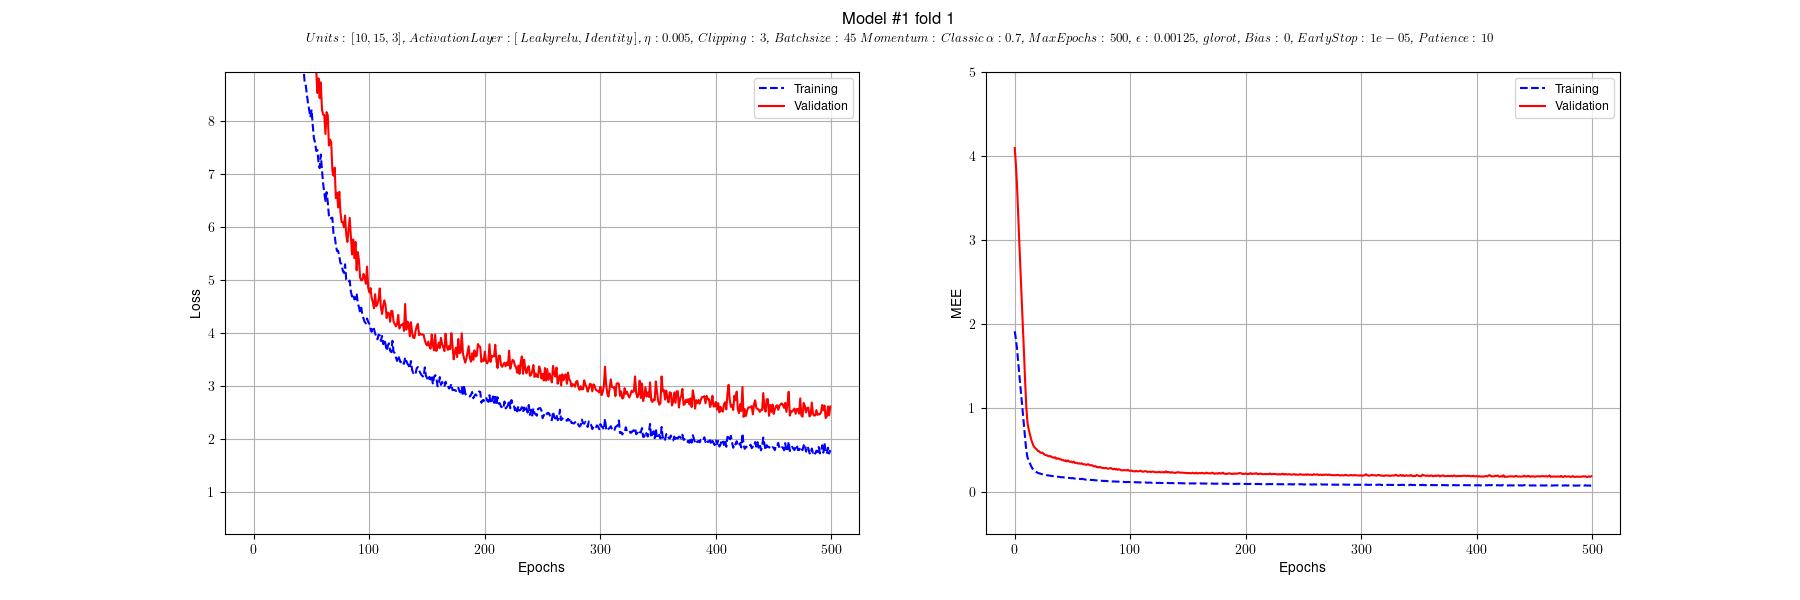 Model #1 fold 1
Units : [10, 15, 3], ActivationLayer : [ Leakyrelu, Identity], η : 0.005, Clipping : 3, Batchsize : 45 Momentum : Classic α : 0.7, MaxEpochs : 500, ϵ : 0.00125, glorot, Bias : 0, EarlyStop : 1e − 05, Patience : 10
Training
Validation
8
7
6
5
4
3
2
1
Loss
0 100 200 300 400 500
Epochs
Training
Validation
5
4
3
2
1
0
MEE
0 100 200 300 400 500
Epochs